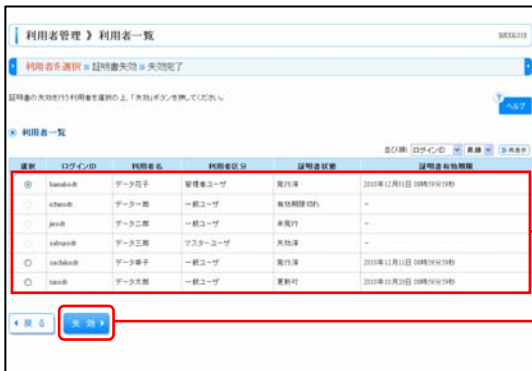 利用者管理 》 利用者一覧
BRSK018
利用者を選択 » 証明書失効 » 失効完了
証明書の失効を行う利用者を選択の上、「失効」ボタンを押してください。
ヘルプ
利用者一覧
並び順: ログインID 昇順 再表示
選択 ログインID 利用者名 利用者区分 証明書状態 証明書有効期限
hanakodt データ花子 管理者ユーザ 発行済 2010年12月01日 08時59分59秒
ichirodt データ一郎 一般ユーザ 有効期限切れ -
jirodt データ二郎 一般ユーザ 未発行 -
saburodt データ三郎 マスターユーザ 失効済 -
sachikodt データ幸子 一般ユーザ 発行済 2010年12月01日 08時59分59秒
tarodt データ太郎 一般ユーザ 更新可 2010年10月20日 08時59分59秒
戻る 失効